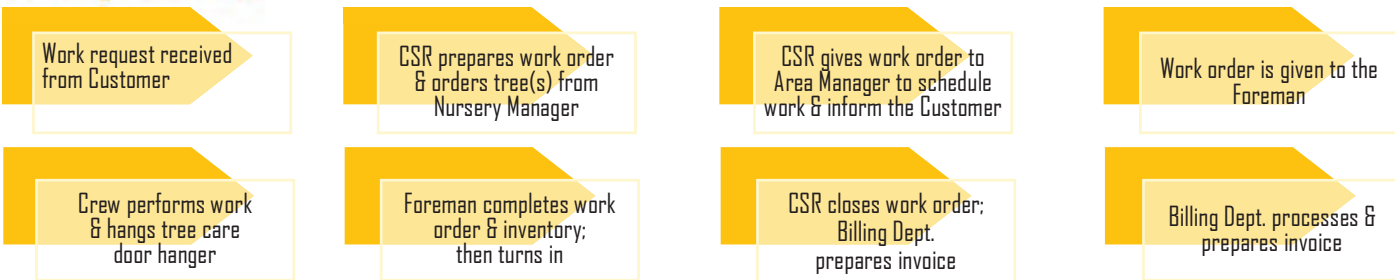 Work request received
from Customer
CSR prepares work order
& orders tree(s) from
Nursery Manager
CSR gives work order to
Area Manager to schedule
work & inform the Customer
Work order is given to the
Foreman
Crew performs work
& hangs tree care
door hanger
Foreman completes work
order & inventory;
then turns in
CSR closes work order;
Billing Dept.
prepares invoice
Billing Dept. processes &
prepares invoice